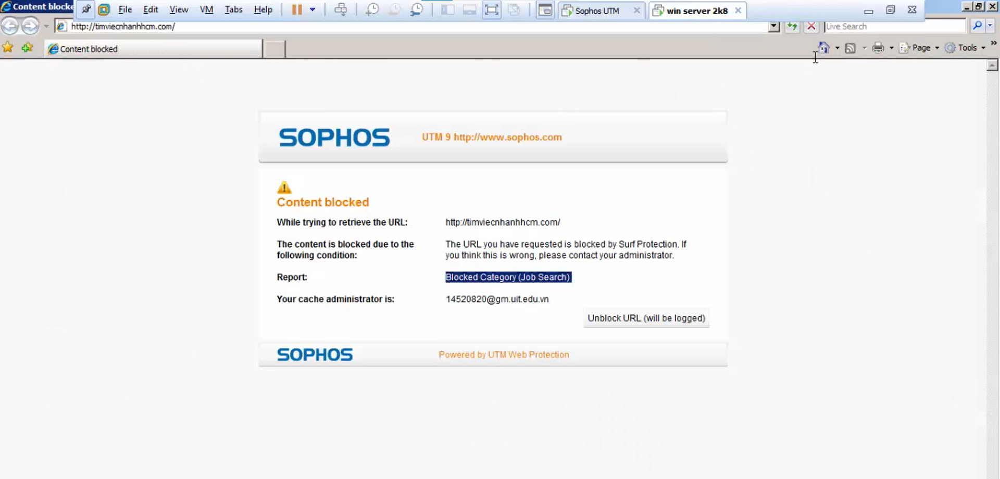 Content blocke File Edit View VM Tabs Help Sophos UTM win server 2k8
http://timviecnhanhhcm.com/ Live Search
Content blocked Page Tools »
SOPHOS UTM 9 http://www.sophos.com
Content blocked
While trying to retrieve the URL: http://timviecnhanhhcm.com/
The content is blocked due to the following condition: The URL you have requested is blocked by Surf Protection. If
you think this is wrong, please contact your administrator.
Report: Blocked Category (Job Search)
Your cache administrator is: 14520820@gm.uit.edu.vn
Unblock URL (will be logged)
SOPHOS Powered by UTM Web Protection